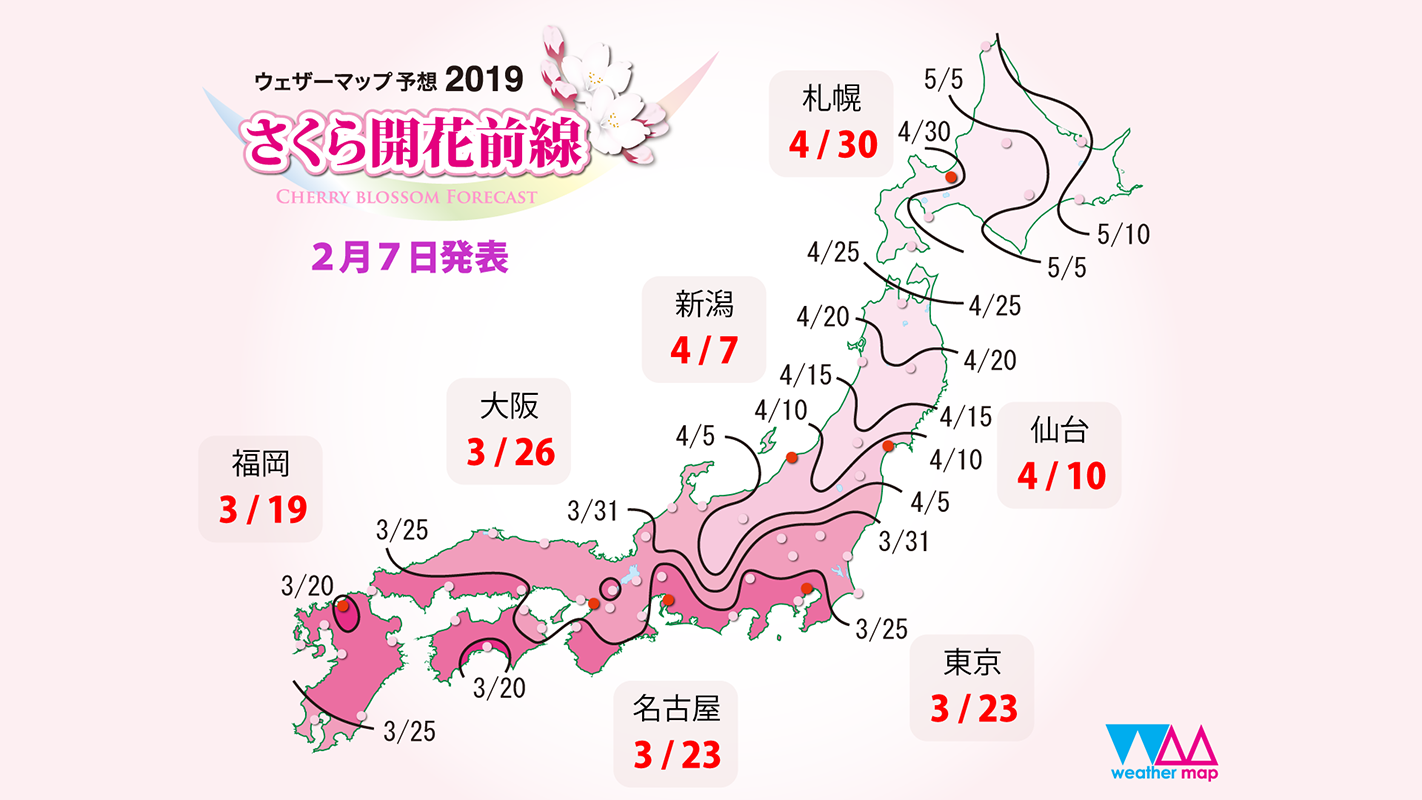 ウェザーマップ予想 2019
さくら開花前線
CHERRY BLOSSOM FORECAST
2月7日発表
札幌
4 / 30
新潟
4 / 7
大阪
3 / 26
福岡
3 / 19
仙台
4 / 10
東京
3 / 23
名古屋
3 / 23
5/5
4/30
5/10
5/5
4/25
4/25
4/20
4/20
4/15
4/15
4/10
4/10
4/5
4/5
3/31
3/31
3/25
3/25
3/20
3/20
3/25
weather map